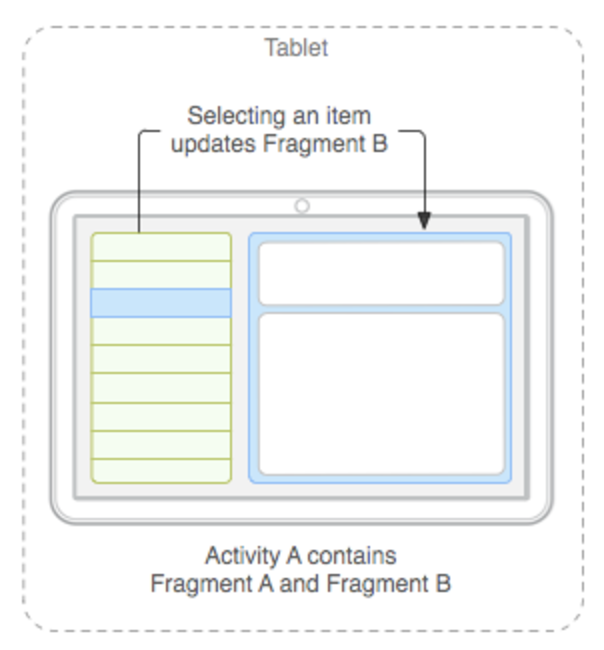 Tablet
Selecting an item
updates Fragment B
Activity A contains
Fragment A and Fragment B